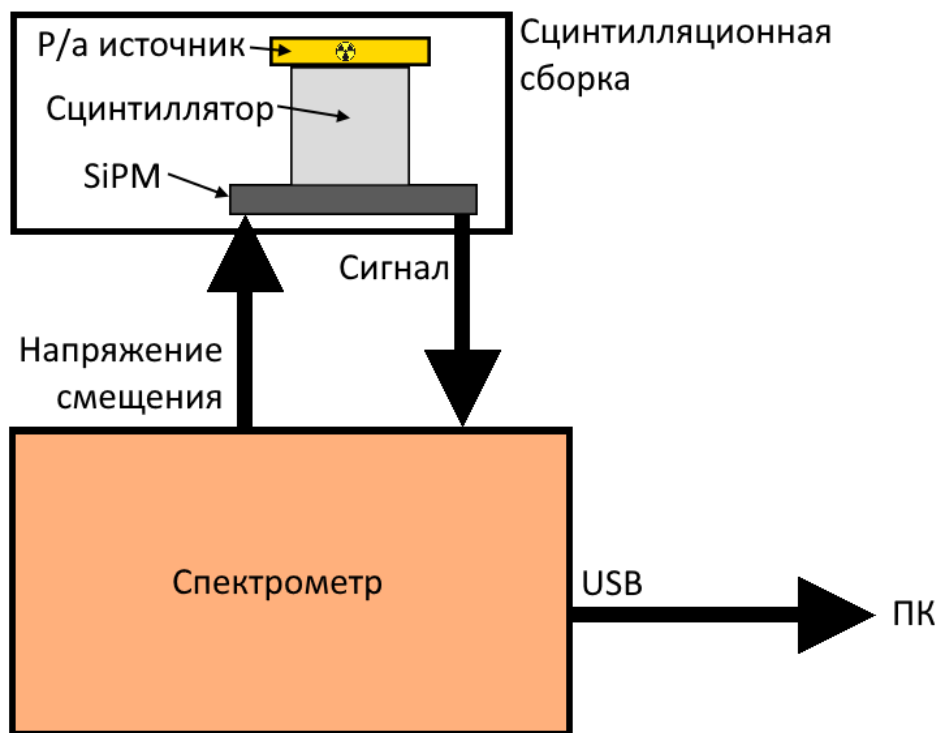 Р/а источник
Сцинтилляционная
сборка
Сцинтиллятор
SiPM
Сигнал
Напряжение
смещения
Спектрометр
USB
ПК